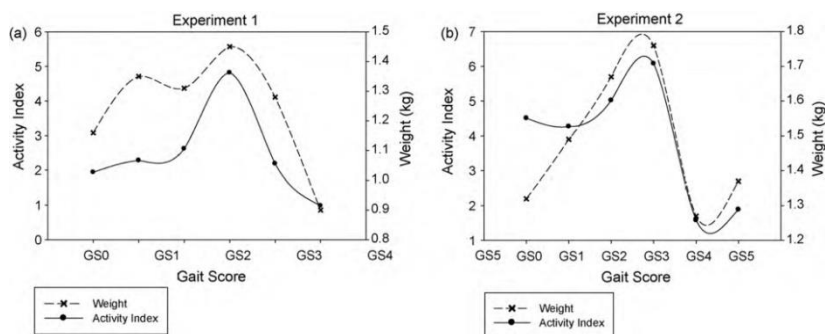 Experiment 1
(a)
Activity Index
6
5
4
3
2
1
0
Weight (kg)
1.5
1.4
1.3
1.2
1.1
1.0
0.9
0.8
GS0 GS1 GS2 GS3 GS4 GS5
Gait Score
Weight
Activity Index
Experiment 2
(b)
Activity Index
7
6
5
4
3
2
1
Weight (kg)
1.8
1.7
1.6
1.5
1.4
1.3
1.2
GS0 GS1 GS2 GS3 GS4 GS5
Gait Score
Weight
Activity Index